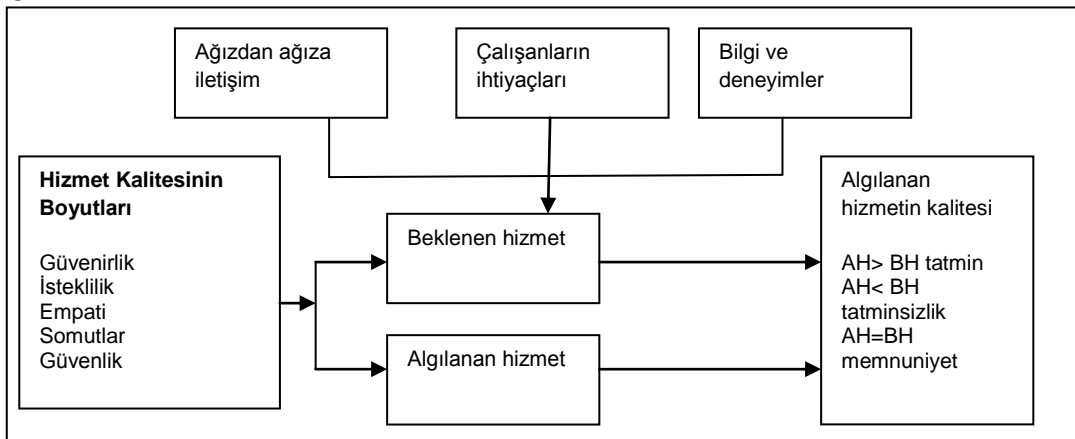 Ağızdan ağıza
iletişim
Çalışanların
ihtiyaçları
Bilgi ve
deneyimler
Hizmet Kalitesinin
Boyutları
Güvenirlik
İsteklilik
Empati
Somutlar
Güvenlik
Beklenen hizmet
Algılanan hizmet
Algılanan
hizmetin kalitesi
AH> BH tatmin
AH< BH
tatminsizlik
AH=BH
memnuniyet